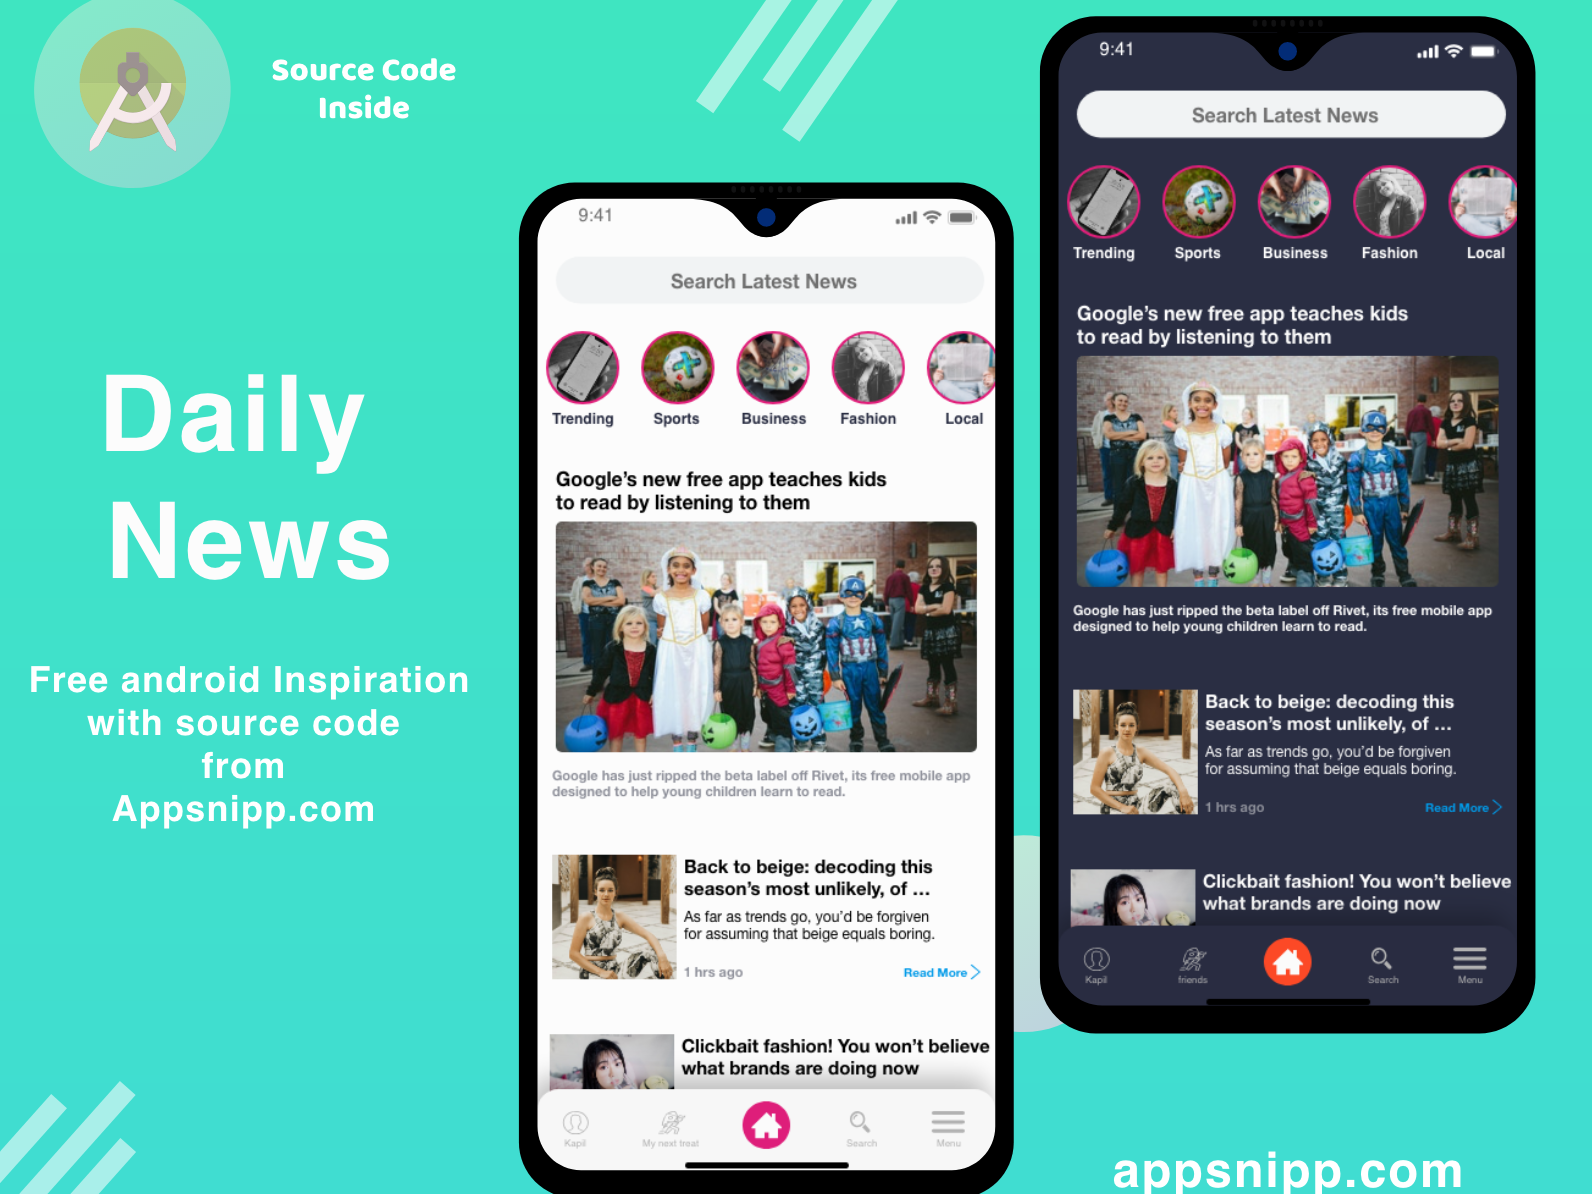 Source Code
Inside
Daily
News
Free android Inspiration
with source code
from
Appsnipp.com
9:41
Search Latest News
Trending
Sports
Business
Fashion
Local
Google's new free app teaches kids
to read by listening to them
Google has just ripped the beta label off Rivet, its free mobile app
designed to help young children learn to read.
Back to beige: decoding this
season's most unlikely, of ...
As far as trends go, you'd be forgiven
for assuming that beige equals boring.
1 hrs ago
Read More
Clickbait fashion! You won't believe
what brands are doing now
Kapil
My next treat
Search
Menu
9:41
Search Latest News
Trending
Sports
Business
Fashion
Local
Google's new free app teaches kids
to read by listening to them
Google has just ripped the beta label off Rivet, its free mobile app
designed to help young children learn to read.
Back to beige: decoding this
season's most unlikely, of ...
As far as trends go, you'd be forgiven
for assuming that beige equals boring.
1 hrs ago
Read More
Clickbait fashion! You won't believe
what brands are doing now
Kapil
friends
Search
Menu
appsnipp.com